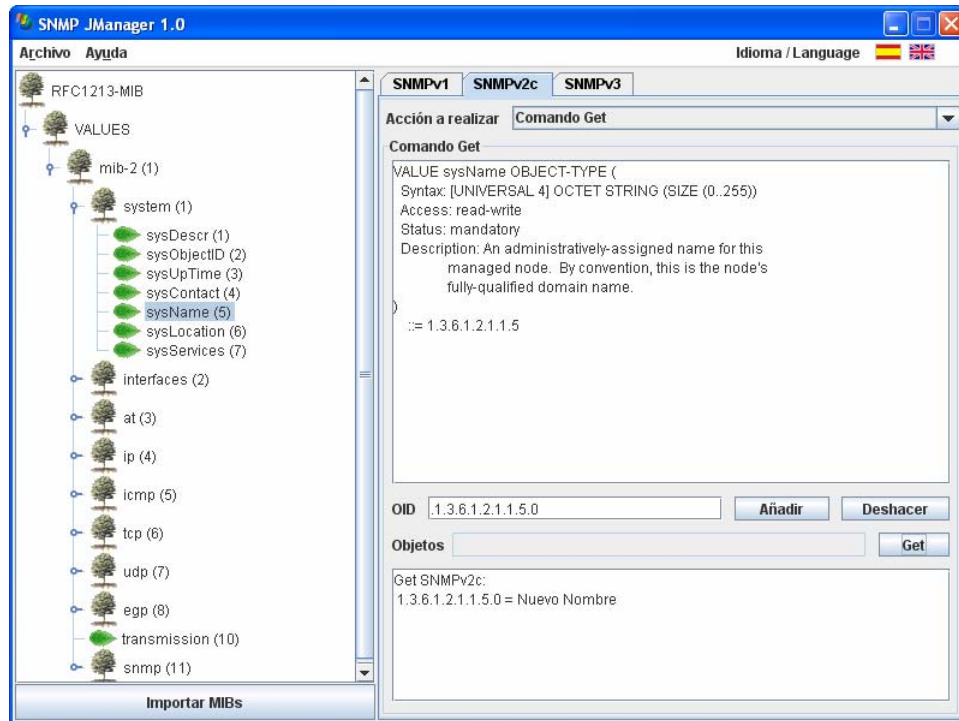 SNMP JManager 1.0
Archivo Ayuda
Idioma / Language
RFC1213-MIB
VALUES
mib-2 (1)
system (1)
sysDescr (1)
sysObjectID (2)
sysUpTime (3)
sysContact (4)
sysName (5)
sysLocation (6)
sysServices (7)
interfaces (2)
at (3)
ip (4)
icmp (5)
tcp (6)
udp (7)
egp (8)
transmission (10)
snmp (11)
Importar MIBs
SNMPv1 SNMPv2c SNMPv3
Acción a realizar Comando Get
Comando Get
VALUE sysName OBJECT-TYPE (
Syntax: [UNIVERSAL 4] OCTET STRING (SIZE (0..255))
Access: read-write
Status: mandatory
Description: An administratively-assigned name for this
managed node. By convention, this is the node's
fully-qualified domain name.
)
::= 1.3.6.1.2.1.1.5
OID .1.3.6.1.2.1.1.5.0 Añadir Deshacer
Objetos Get
Get SNMPv2c:
1.3.6.1.2.1.1.5.0 = Nuevo Nombre